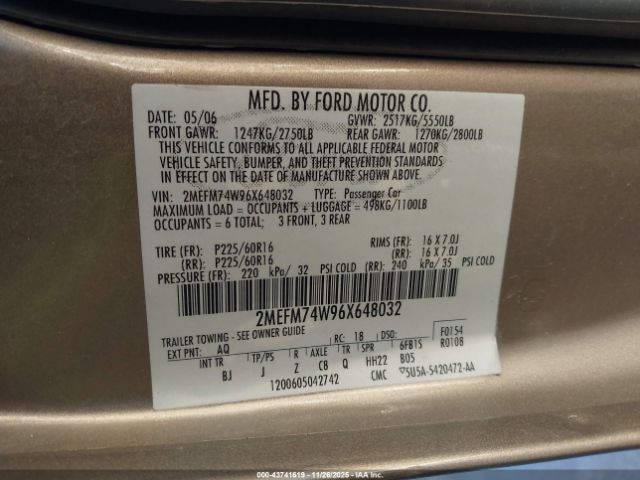 MFD. BY FORD MOTOR CO.
DATE: 05/06 GVWR: 2517KG/5550LB
FRONT GAWR: 1247KG/2750LB REAR GAWR: 1270KG/2800LB
THIS VEHICLE CONFORMS TO ALL APPLICABLE FEDERAL MOTOR
VEHICLE SAFETY, BUMPER, AND THEFT PREVENTION STANDARDS
IN EFFECT ON THE DATE OF MANUFACTURE SHOWN ABOVE.
VIN: 2MEFM74W96X648032 TYPE: Passenger Car
MAXIMUM LOAD = OCCUPANTS + LUGGAGE = 498KG/1100LB
OCCUPANTS = 6 TOTAL; 3 FRONT, 3 REAR
TIRE (FR): P225/60R16 RIMS (FR): 16 X 7.0J
(RR): P225/60R16 (RR): 16 X 7.0J
PRESSURE (FR): 220 kPa/ 32 PSI COLD (RR): 240 kPa/ 35 PSI COLD
2MEFM74W96X648032
TRAILER TOWING - SEE OWNER GUIDE
EXT PNT: AQ RC: 18 DSO: F0154
INT TR TP/PS R AXLE TR SPR 6FB1S R0108
BJ J Z C8 Q HH22 B05
1200605042742 CMC 5U5A-5420472-AA
000-43741619 | 11/26/2025 - IAA Inc.